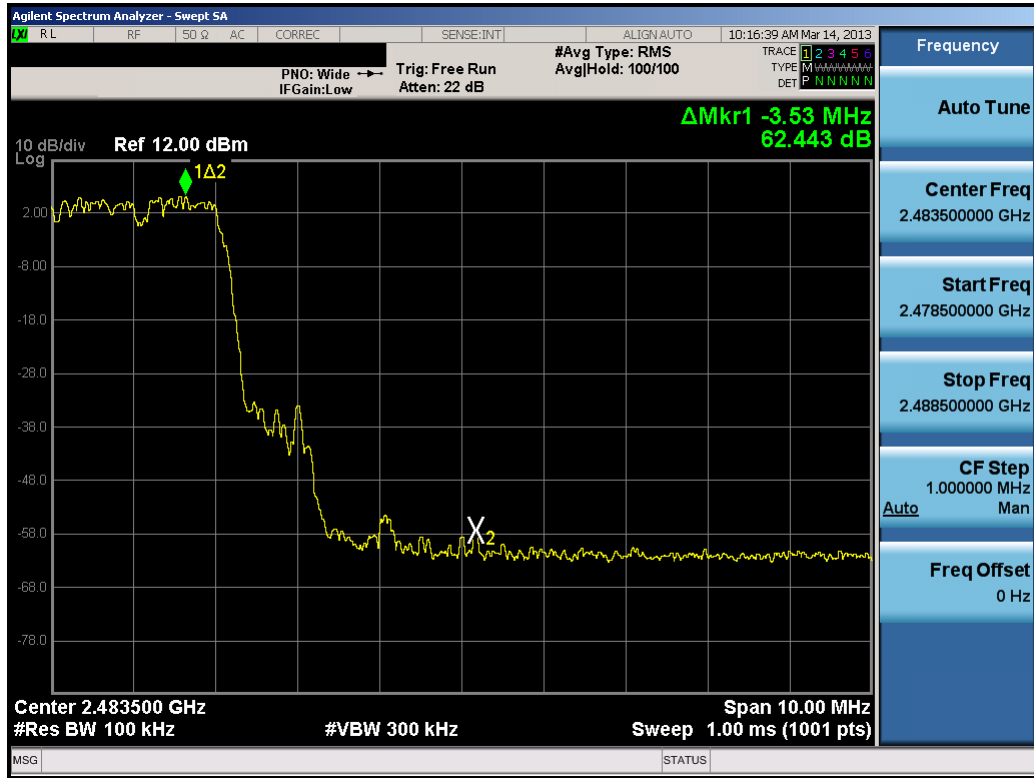 Agilent Spectrum Analyzer - Swept SA
LXI RL RF 50 Ω AC CORREC SENSE:INT ALIGN AUTO 10:16:39 AM Mar 14, 2013
#Avg Type: RMS TRACE 1 2 3 4 5 6
PNO: Wide Trig: Free Run Avg|Hold: 100/100 TYPE M WWWWW
IFGain:Low Atten: 22 dB DET P N N N N N
ΔMkr1 -3.53 MHz
62.443 dB
10 dB/div Ref 12.00 dBm
Log
1Δ2
2.00
-8.00
-18.0
-28.0
-38.0
-48.0
-58.0
X2
-68.0
-78.0
Center 2.483500 GHz Span 10.00 MHz
#Res BW 100 kHz #VBW 300 kHz Sweep 1.00 ms (1001 pts)
MSG STATUS
Frequency
Auto Tune
Center Freq
2.483500000 GHz
Start Freq
2.478500000 GHz
Stop Freq
2.488500000 GHz
CF Step
1.000000 MHz
Auto Man
Freq Offset
0 Hz